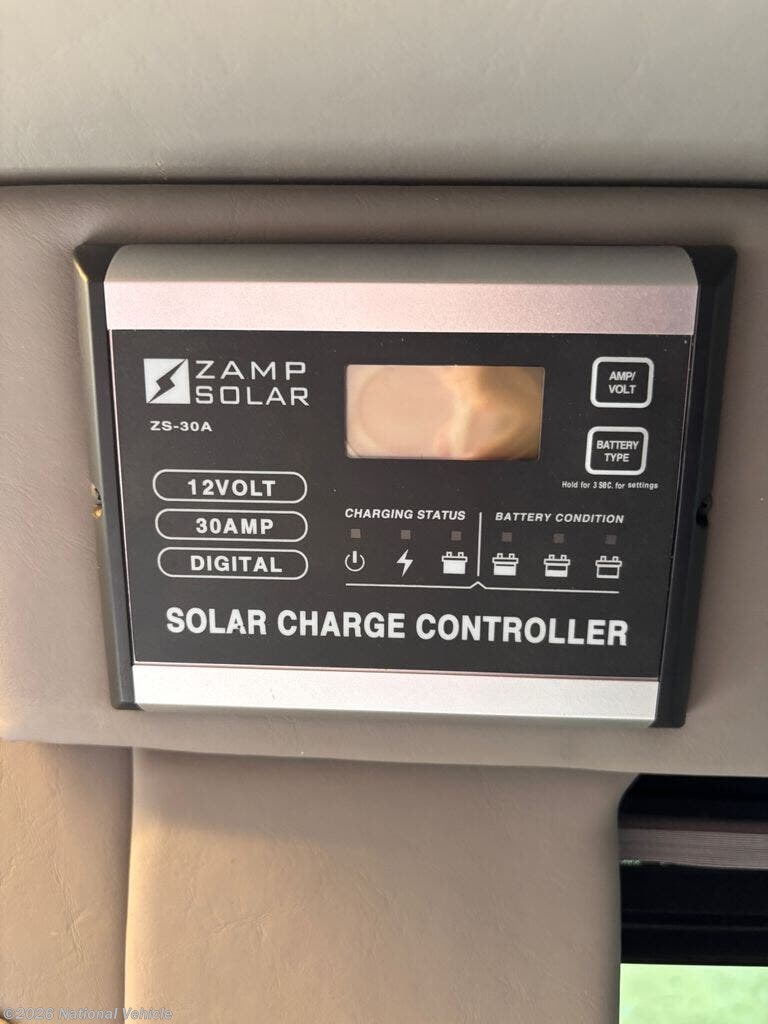 ZAMP
SOLAR
ZS-30A
AMP/
VOLT
BATTERY
TYPE
Hold for 3 SEC. for settings
12VOLT
30AMP
DIGITAL
CHARGING STATUS
BATTERY CONDITION
SOLAR CHARGE CONTROLLER
©2026 National Vehicle